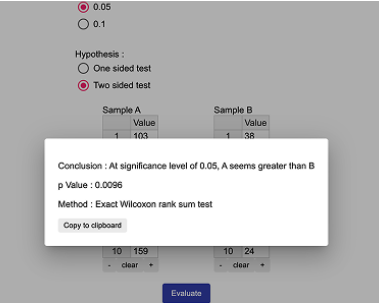 0.05
0.1
Hypothesis :
One sided test
Two sided test
Sample A Sample B
Value Value
1 103 1 38
Conclusion : At significance level of 0.05, A seems greater than B
p Value : 0.0096
Method : Exact Wilcoxon rank sum test
Copy to clipboard
10 159 10 24
- clear + - clear +
Evaluate